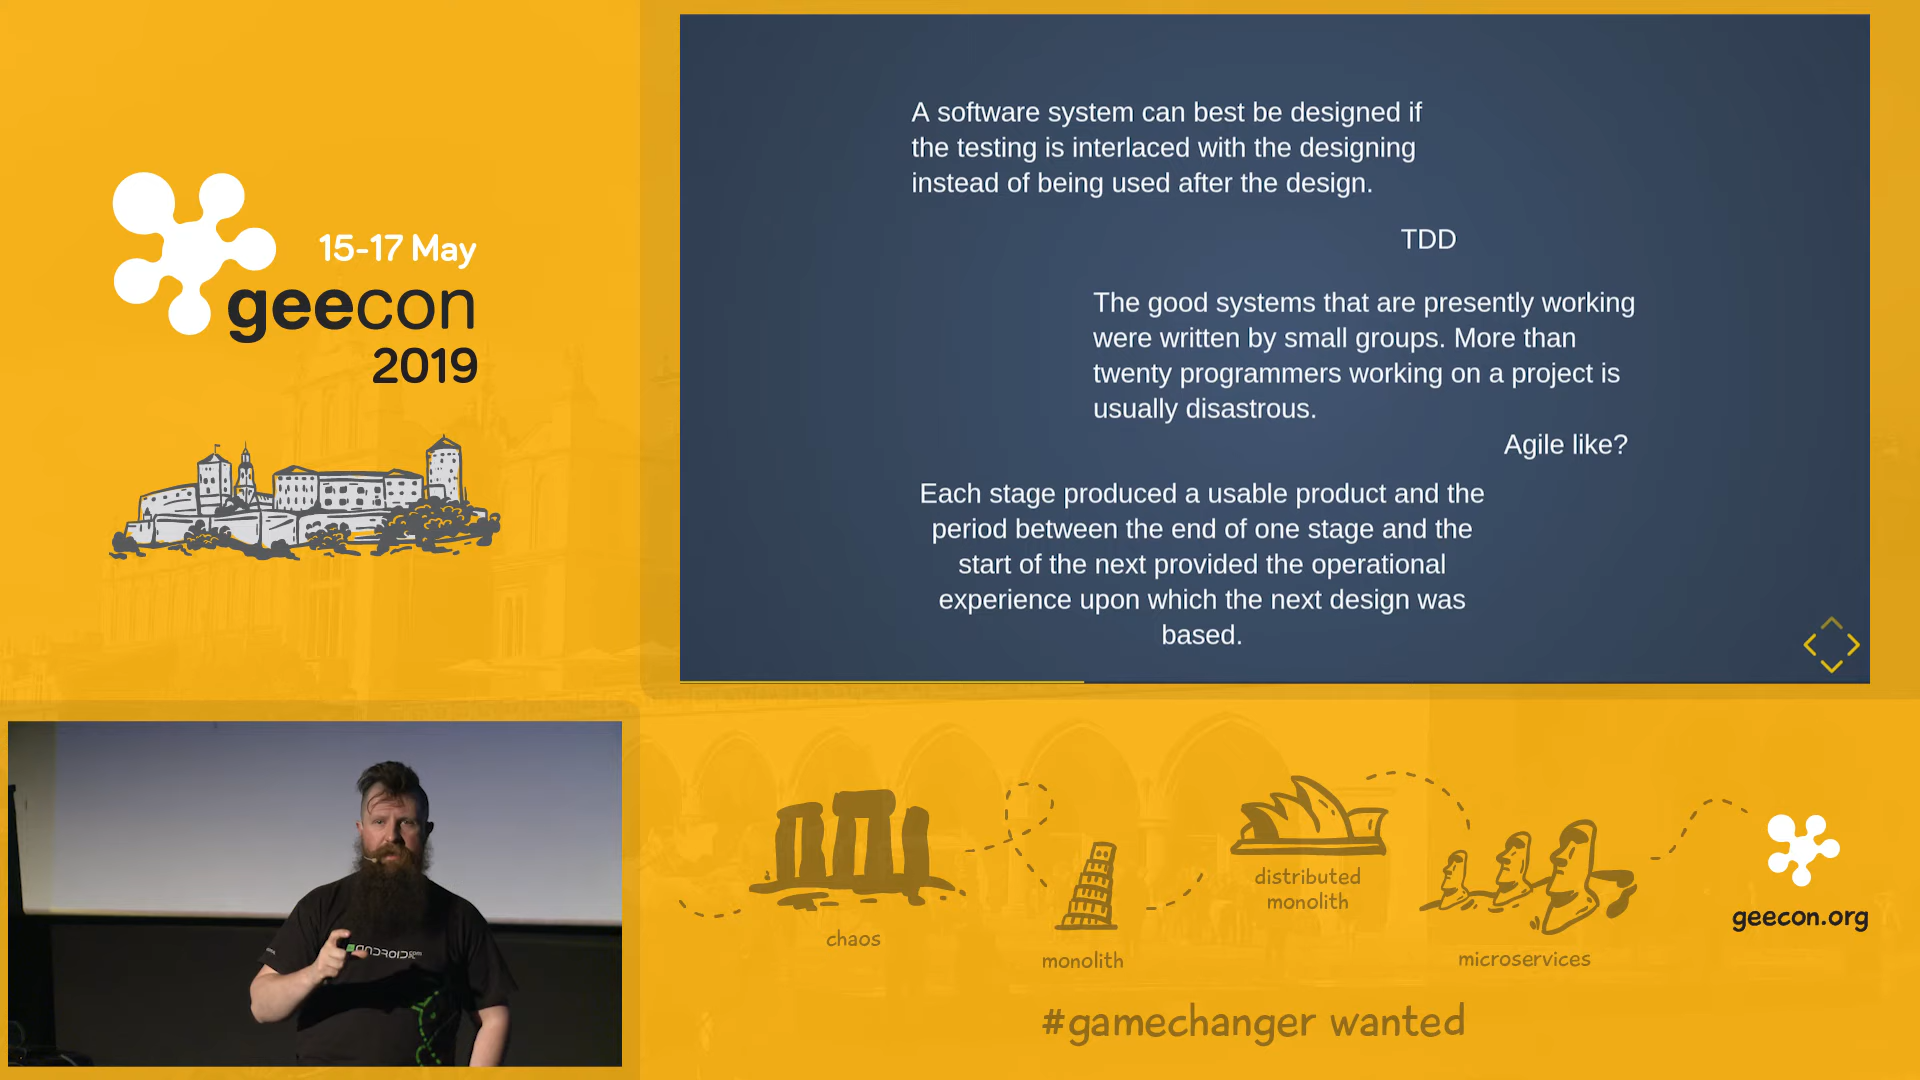 15-17 May
geecon
2019
A software system can best be designed if
the testing is interlaced with the designing
instead of being used after the design.
TDD
The good systems that are presently working
were written by small groups. More than
twenty programmers working on a project is
usually disastrous.
Agile like?
Each stage produced a usable product and the
period between the end of one stage and the
start of the next provided the operational
experience upon which the next design was
based.
chaos
monolith
distributed
monolith
microservices
geecon.org
#gamechanger wanted